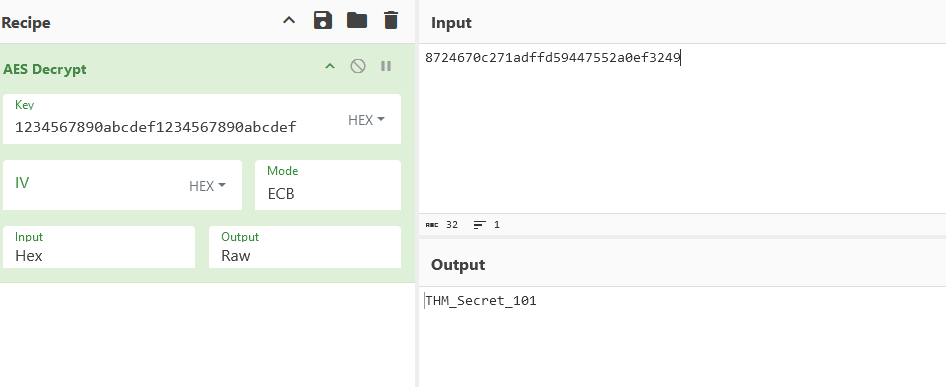 Recipe
AES Decrypt
Key
1234567890abcdef1234567890abcdef
HEX
IV
HEX
Mode
ECB
Input
Hex
Output
Raw
Input
8724670c271adffd59447552a0ef3249
ABC 32 1
Output
THM_Secret_101